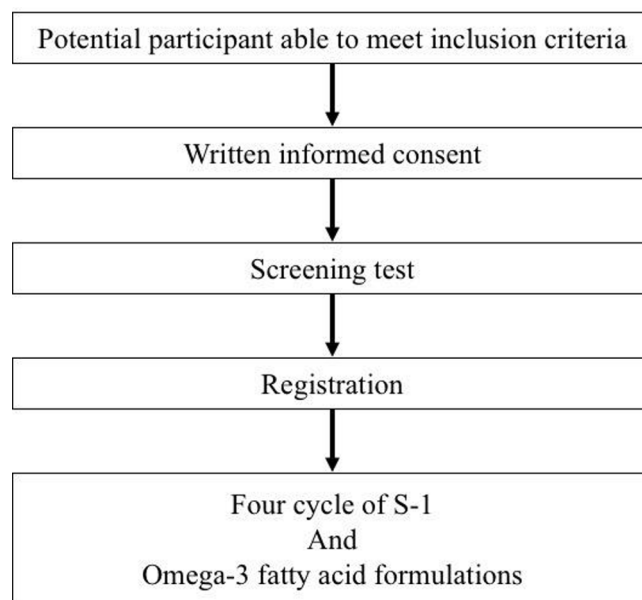 Potential participant able to meet inclusion criteria
Written informed consent
Screening test
Registration
Four cycle of S-1
And
Omega-3 fatty acid formulations